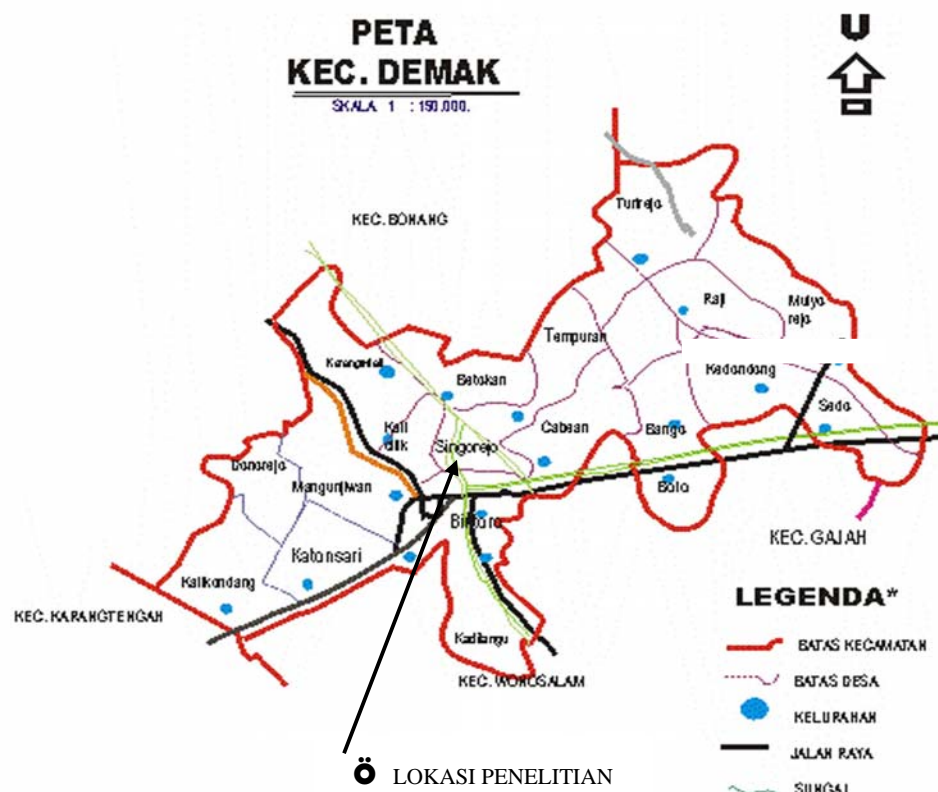 PETA
KEC. DEMAK
SKALA 1 : 150.000.
U
KEC. BONANG
Turirejo
Raji
Mulyo
rejo
Tempuran
Kedondong
Betokan
Kali
dilk
Singorejo
Cabean
Bango
Sedo
Donorejo
Mangunjiwan
Bolo
Bintoro
KEC. GAJAH
Katonsari
Kalikondang
KEC. KARANGTENGAH
Kadilangu
KEC. WONOSALAM
LEGENDA*
BATAS KECAMATAN
BATAS DESA
KELURAHAN
JALAN RAYA
SUNGAI
Ö LOKASI PENELITIAN